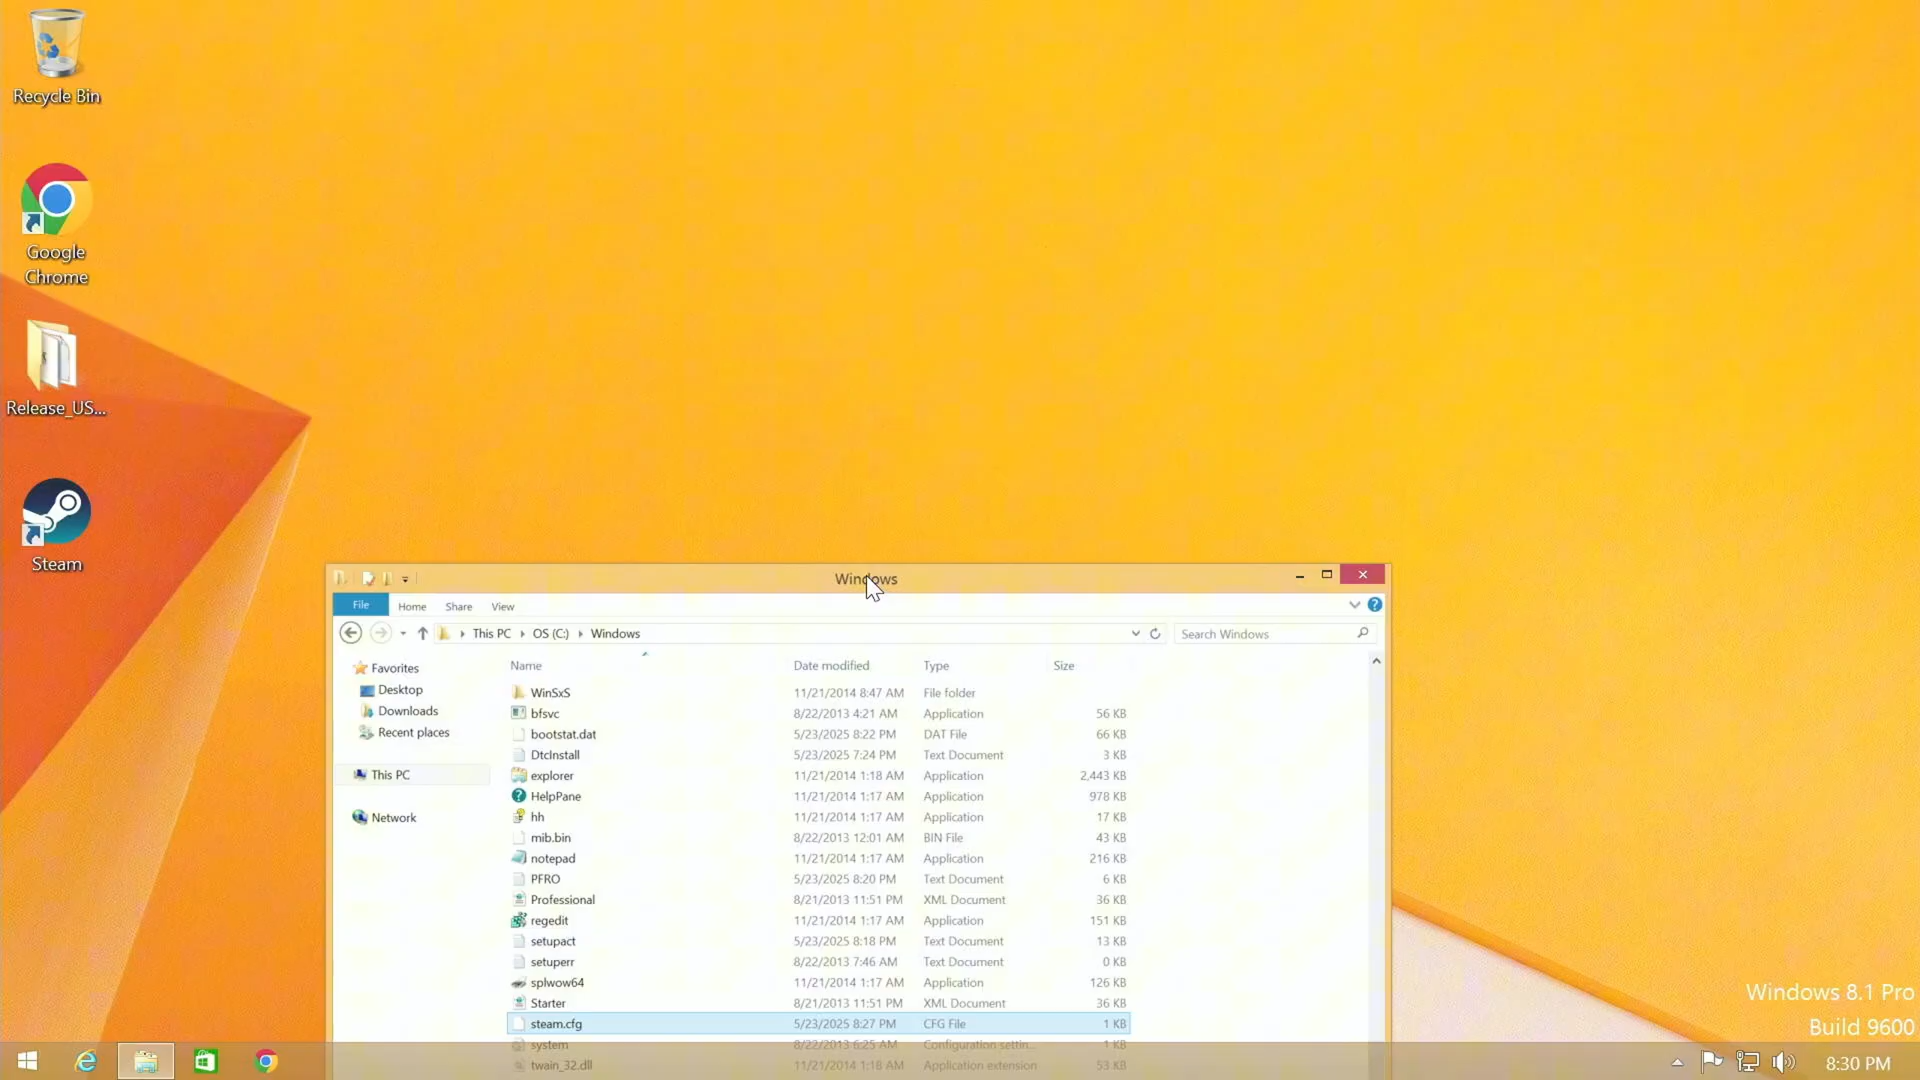 Recycle Bin
Google
Chrome
Release_US...
Steam
Windows
File
Home
Share
View
This PC
OS (C:)
Windows
Search Windows
Favorites
Desktop
Downloads
Recent places
This PC
Network
Name Date modified Type Size
WinSxS 11/21/2014 8:47 AM File folder
bfsvc 8/22/2013 4:21 AM Application 56 KB
bootstat.dat 5/23/2025 8:22 PM DAT File 66 KB
DtcInstall 5/23/2025 7:24 PM Text Document 3 KB
explorer 11/21/2014 1:18 AM Application 2,443 KB
HelpPane 11/21/2014 1:17 AM Application 978 KB
hh 11/21/2014 1:17 AM Application 17 KB
mib.bin 8/22/2013 12:01 AM BIN File 43 KB
notepad 11/21/2014 1:17 AM Application 216 KB
PFRO 5/23/2025 8:20 PM Text Document 6 KB
Professional 8/21/2013 11:51 PM XML Document 36 KB
regedit 11/21/2014 1:17 AM Application 151 KB
setupact 5/23/2025 8:18 PM Text Document 13 KB
setuperr 8/22/2013 7:46 AM Text Document 0 KB
splwow64 11/21/2014 1:17 AM Application 126 KB
Starter 8/21/2013 11:51 PM XML Document 36 KB
steam.cfg 5/23/2025 8:27 PM CFG File 1 KB
system 8/22/2013 6:25 AM Configuration settin... 1 KB
twain_32.dll 11/21/2014 1:18 AM Application extension 53 KB
Windows 8.1 Pro
Build 9600
8:30 PM